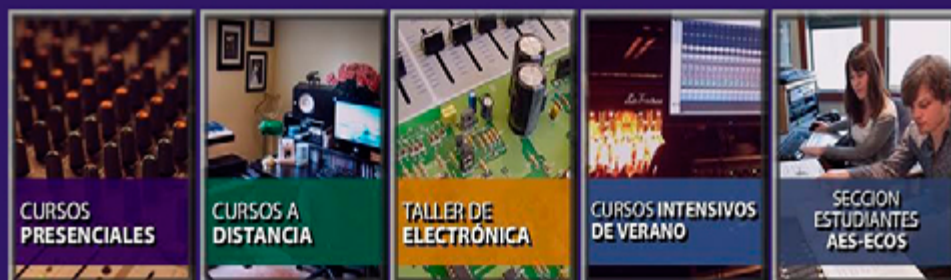 CURSOS
PRESENCIALES
CURSOS A
DISTANCIA
TALLER DE
ELECTRÓNICA
CURSOS INTENSIVOS
DE VERANO
SECCION
ESTUDIANTES
AES-ECOS